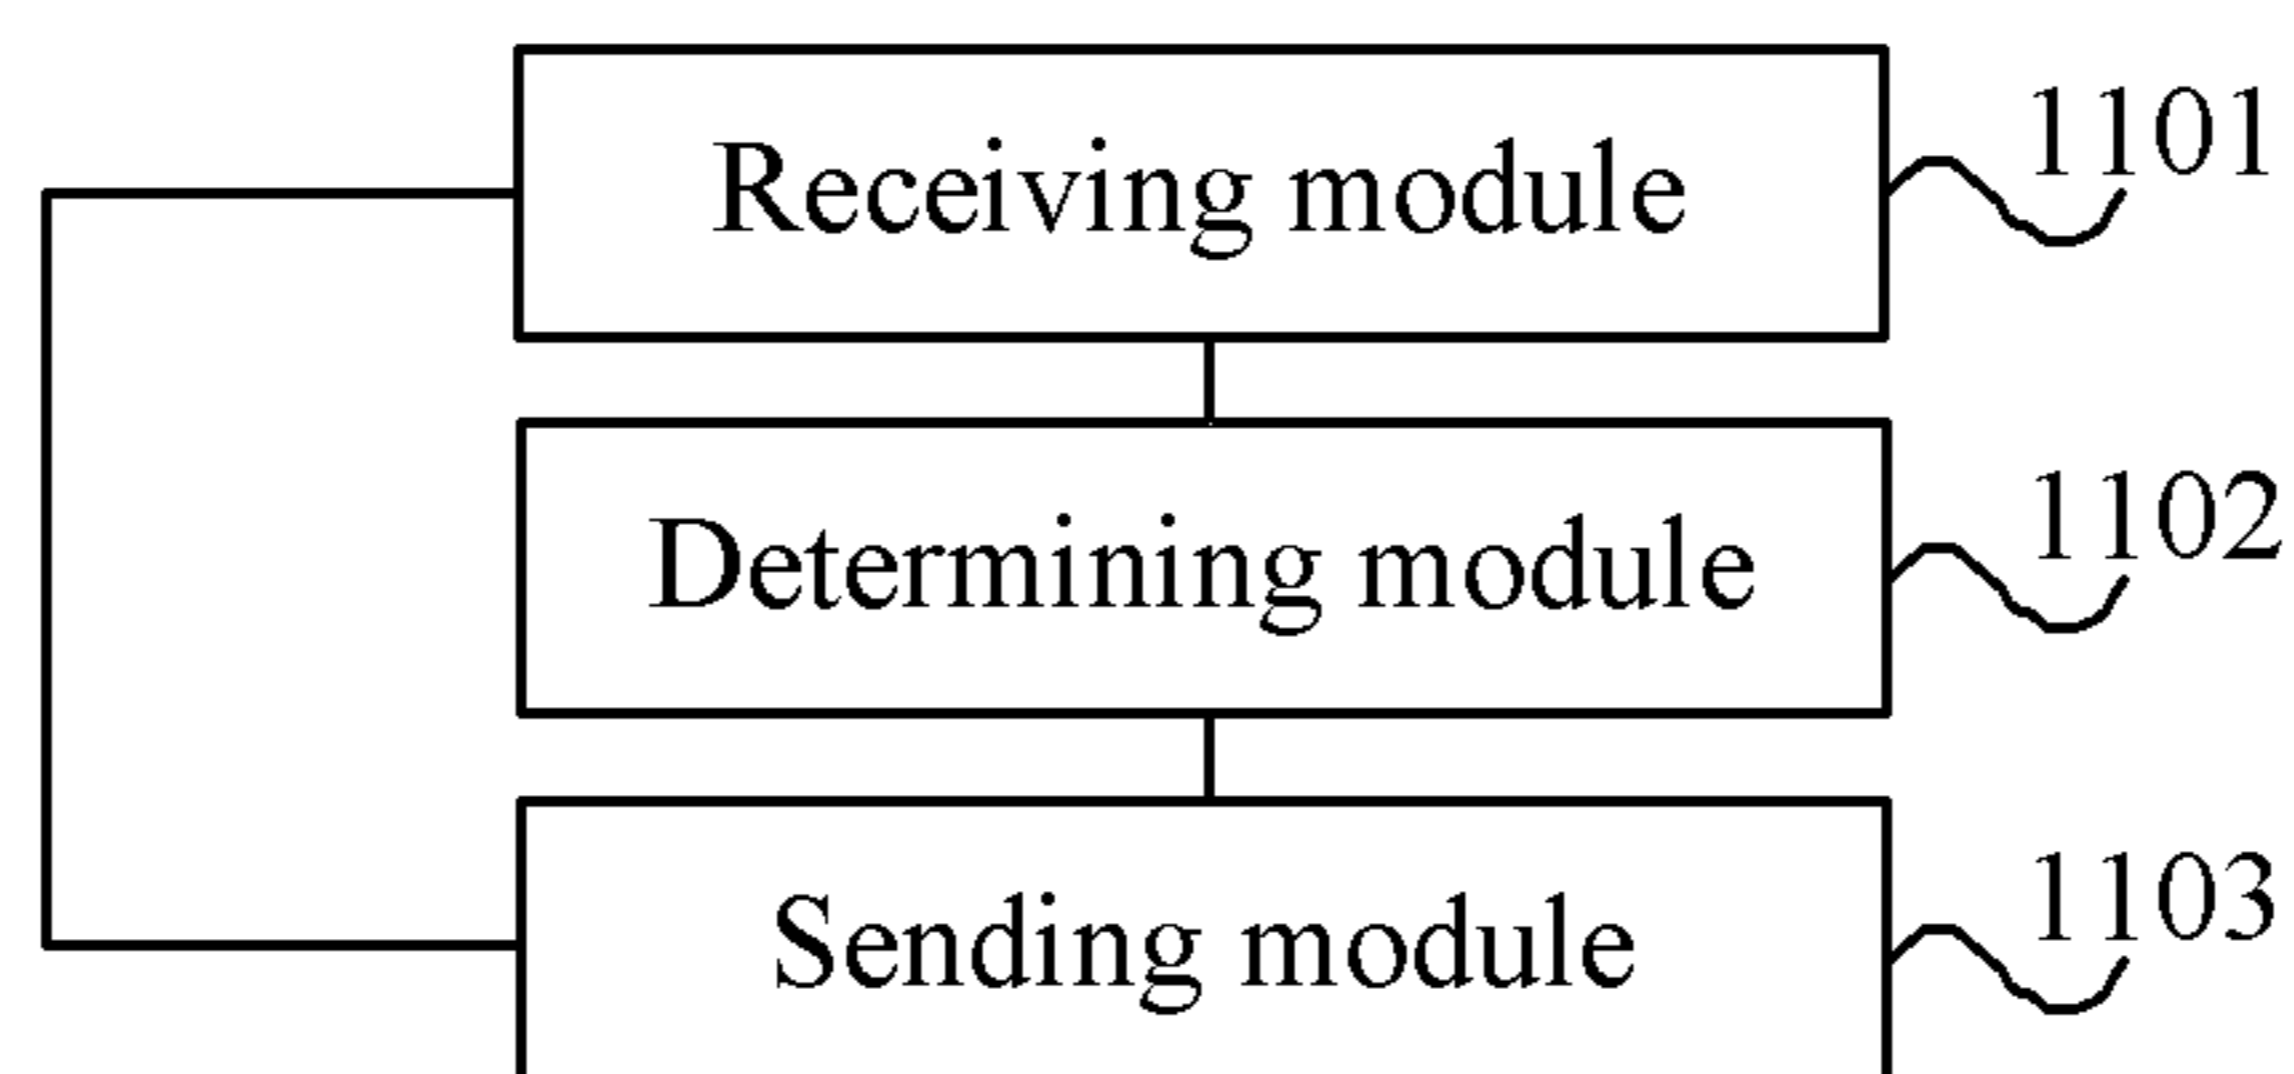 Receiving module 1101
Determining module 1102
Sending module 1103